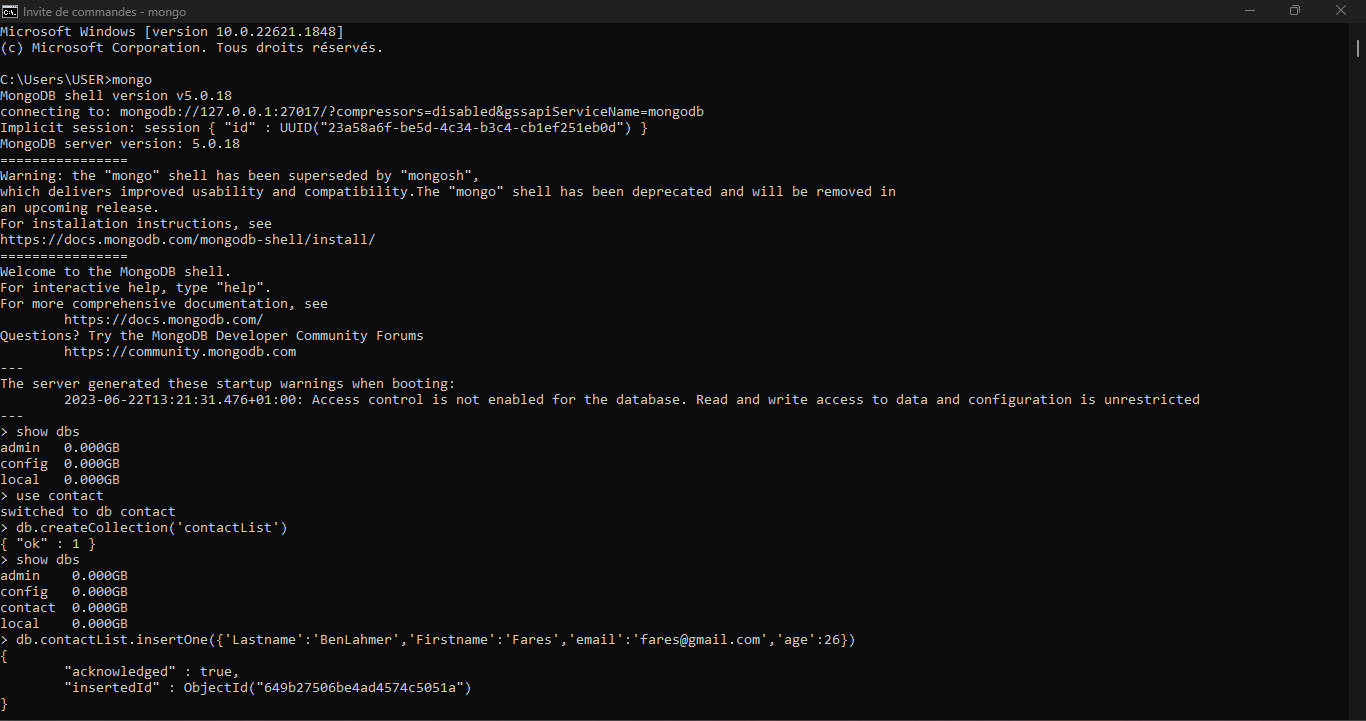 Invite de commandes - mongo
Microsoft Windows [version 10.0.22621.1848]
(c) Microsoft Corporation. Tous droits réservés.
C:\Users\USER>mongo
MongoDB shell version v5.0.18
connecting to: mongodb://127.0.0.1:27017/?compressors=disabled&gssapiServiceName=mongodb
Implicit session: session { "id" : UUID("23a58a6f-be5d-4c34-b3c4-cb1ef251eb0d") }
MongoDB server version: 5.0.18
================
Warning: the "mongo" shell has been superseded by "mongosh",
which delivers improved usability and compatibility.The "mongo" shell has been deprecated and will be removed in
an upcoming release.
For installation instructions, see
https://docs.mongodb.com/mongodb-shell/install/
================
Welcome to the MongoDB shell.
For interactive help, type "help".
For more comprehensive documentation, see
        https://docs.mongodb.com/
Questions? Try the MongoDB Developer Community Forums
        https://community.mongodb.com
---
The server generated these startup warnings when booting:
        2023-06-22T13:21:31.476+01:00: Access control is not enabled for the database. Read and write access to data and configuration is unrestricted
---
> show dbs
admin   0.000GB
config  0.000GB
local   0.000GB
> use contact
switched to db contact
> db.createCollection('contactList')
{ "ok" : 1 }
> show dbs
admin    0.000GB
config   0.000GB
contact  0.000GB
local    0.000GB
> db.contactList.insertOne({'Lastname':'BenLahmer','Firstname':'Fares','email':'fares@gmail.com','age':26})
{
        "acknowledged" : true,
        "insertedId" : ObjectId("649b27506be4ad4574c5051a")
}